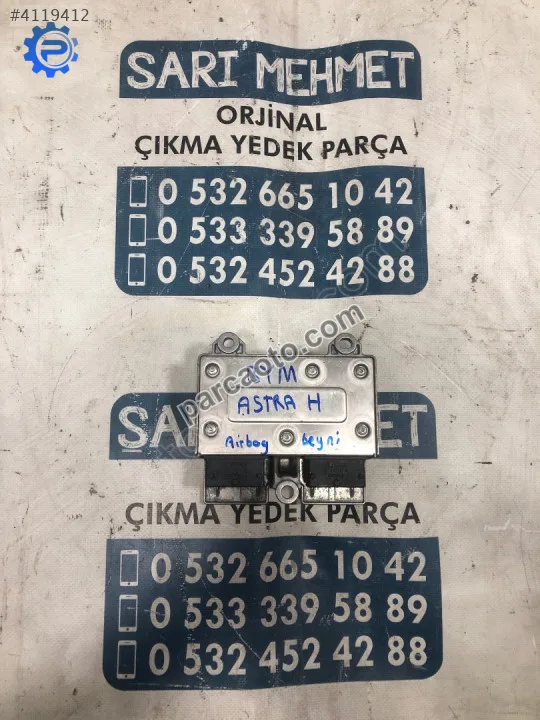 #4119412
SARI MEHMET
ORJİNAL
ÇIKMA YEDEK PARÇA
0 532 665 10 42
0 533 339 58 89
0 532 452 42 88
parcaoto.com
ASTRA H
Airbag beyni
ÇIKMA YEDEK PARÇA
0 532 665 10 42
0 533 339 58 89
0 532 452 42 88